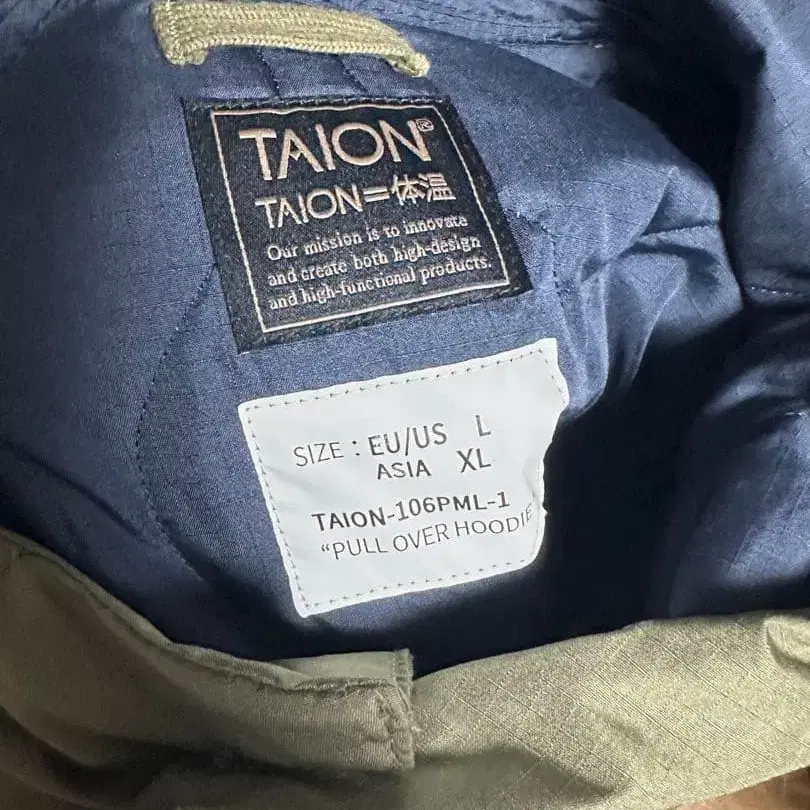 TAION®
TAION=体温
Our mission is to innovate
and create both high-design
and high-functional products.
SIZE : EU/US L
ASIA XL
TAION-106PML-1
"PULL OVER HOODIE